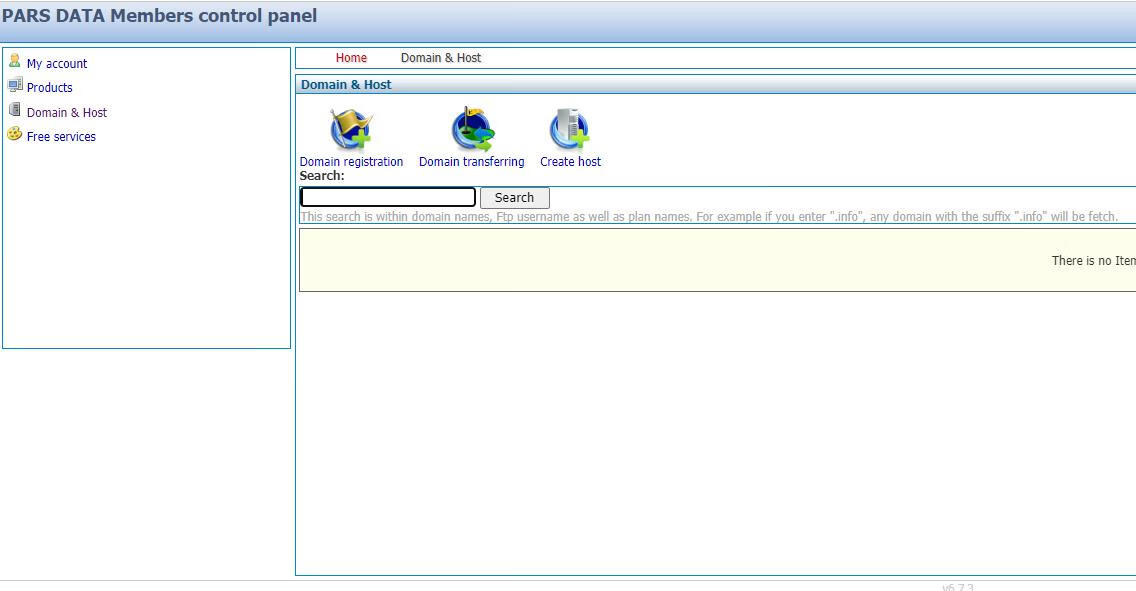 PARS DATA Members control panel
My account
Products
Domain & Host
Free services
Home Domain & Host
Domain & Host
Domain registration Domain transferring Create host
Search:
Search
This search is within domain names, Ftp username as well as plan names. For example if you enter ".info", any domain with the suffix ".info" will be fetch.
There is no Item
v6.7.3